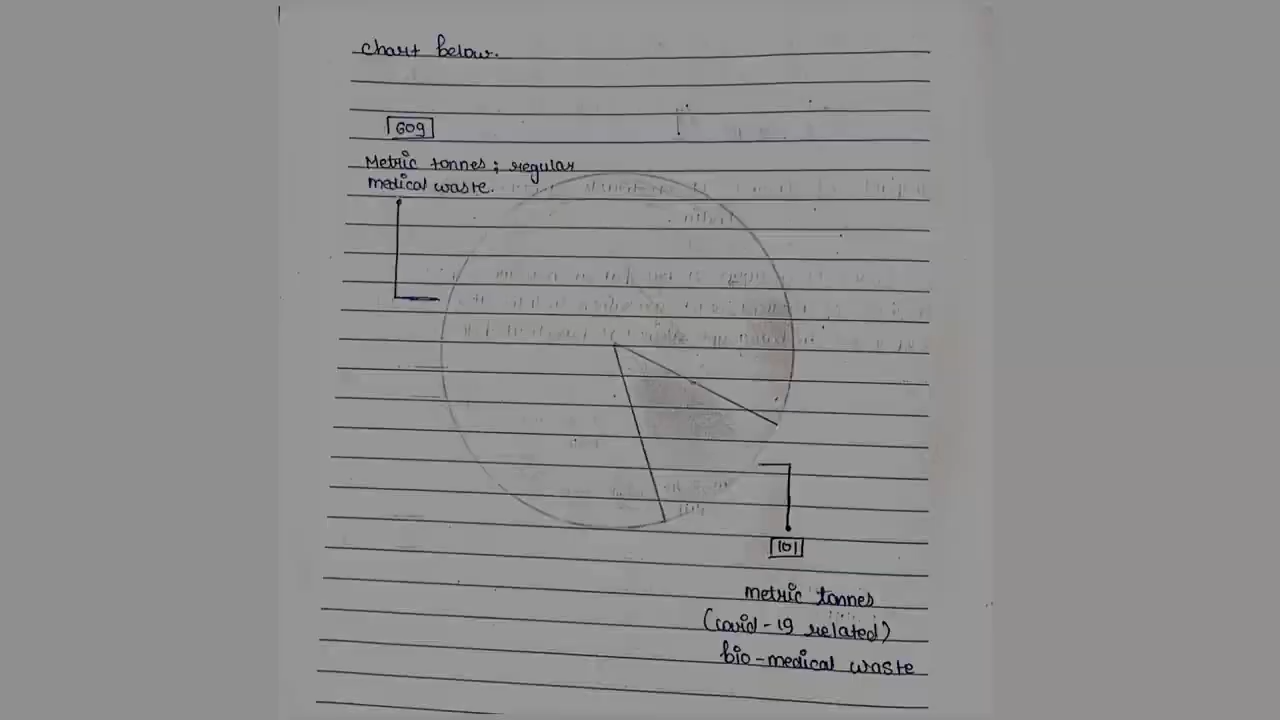 chart below.
609
Metric tonnes; regular
medical waste.
101
metric tonnes
(covid-19 related)
bio-medical waste